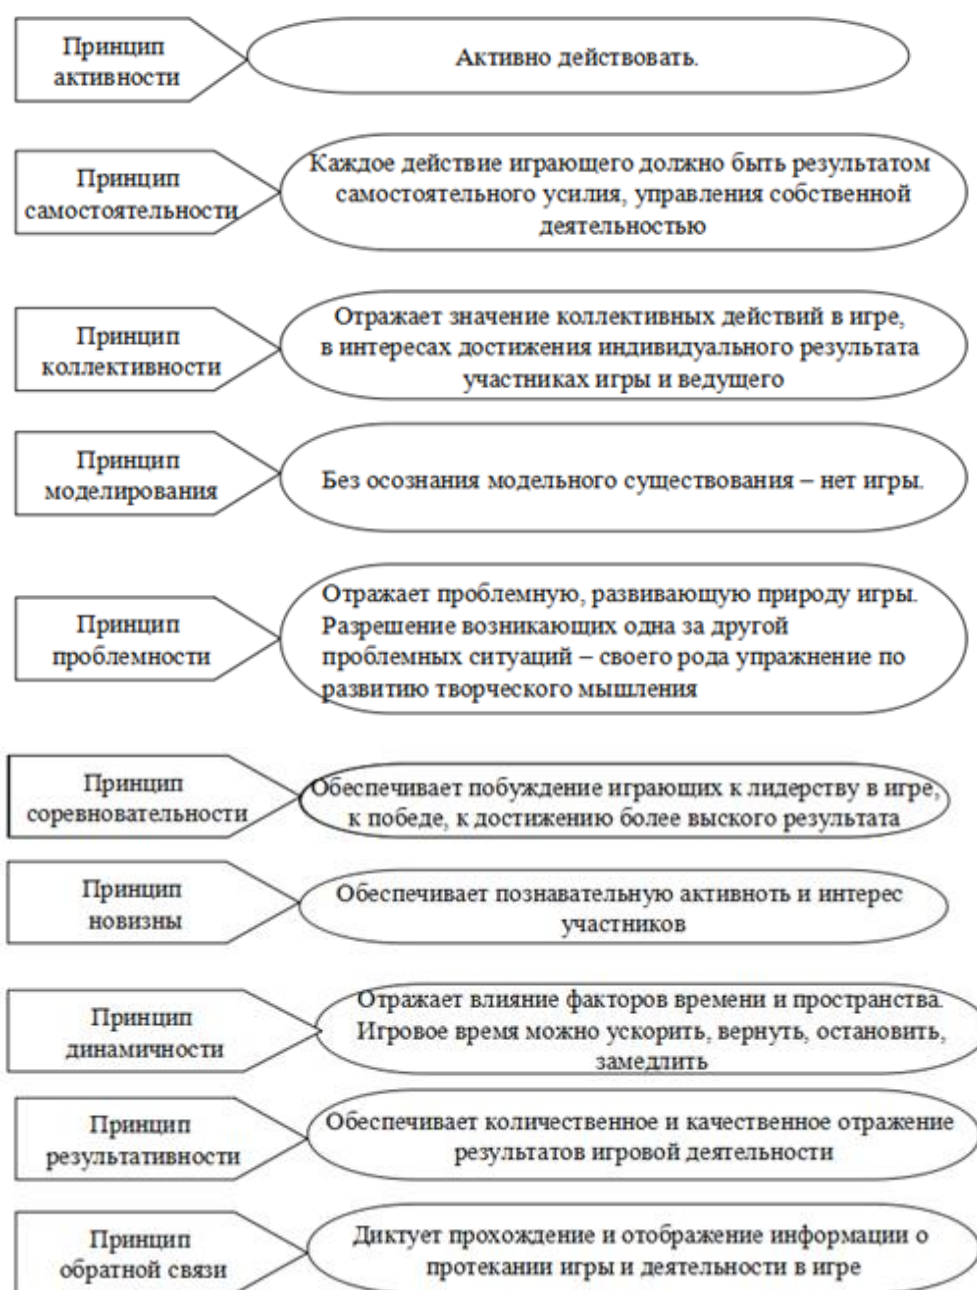 Принцип
активности
Активно действовать.
Принцип
самостоятельности
Каждое действие играющего должно быть результатом
самостоятельного усилия, управления собственной
деятельностью
Принцип
коллективности
Отражает значение коллективных действий в игре,
в интересах достижения индивидуального результата
участниках игры и ведущего
Принцип
моделирования
Без осознания модельного существования – нет игры.
Принцип
проблемности
Отражает проблемную, развивающую природу игры.
Разрешение возникающих одна за другой
проблемных ситуаций – своего рода упражнение по
развитию творческого мышления
Принцип
соревновательности
Обеспечивает побуждение играющих к лидерству в игре,
к победе, к достижению более выского результата
Принцип
новизны
Обеспечивает познавательную активноть и интерес
участников
Принцип
динамичности
Отражает влияние факторов времени и пространства.
Игровое время можно ускорить, вернуть, остановить,
замедлить
Принцип
результативности
Обеспечивает количественное и качественное отражение
результатов игровой деятельности
Принцип
обратной связи
Диктует прохождение и отображение информации о
протекании игры и деятельности в игре